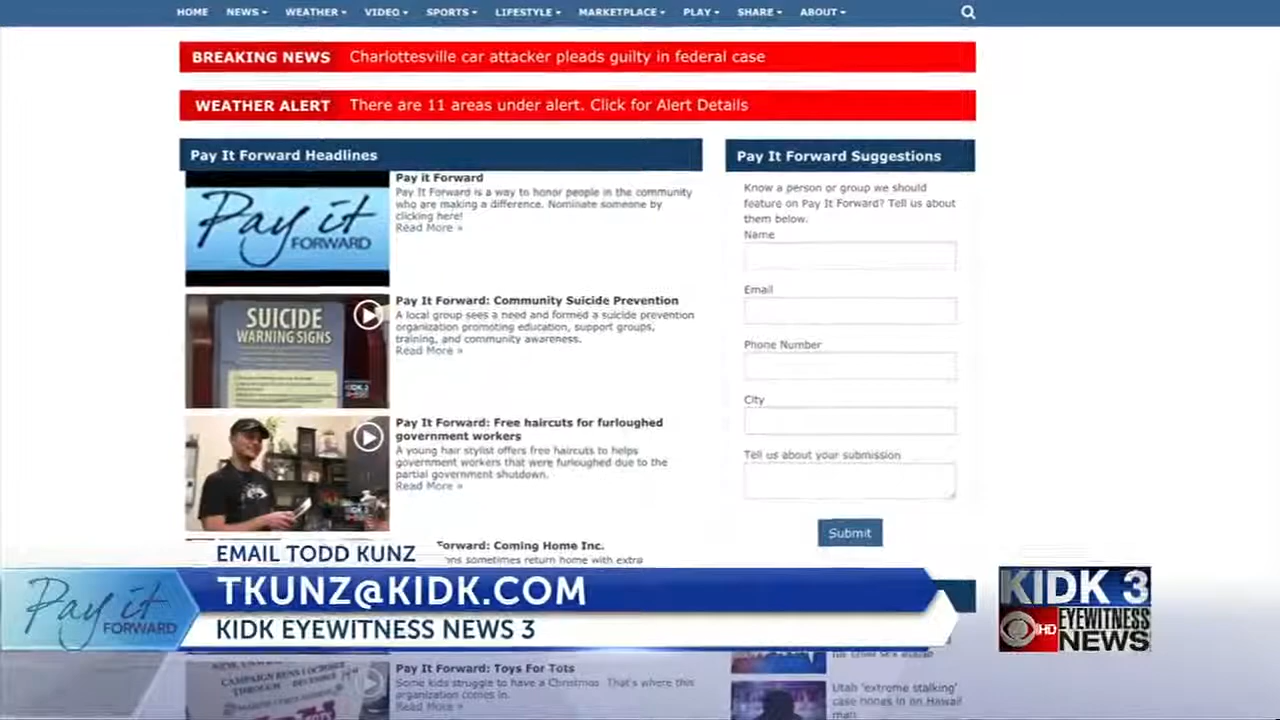 HOME NEWS WEATHER VIDEO SPORTS LIFESTYLE MARKETPLACE PLAY SHARE ABOUT
BREAKING NEWS Charlottesville car attacker pleads guilty in federal case
WEATHER ALERT There are 11 areas under alert. Click for Alert Details
Pay It Forward Headlines
Pay it
FORWARD
Pay it Forward
Pay It Forward is a way to honor people in the community
who are making a difference. Nominate someone by
clicking here!
Read More »
SUICIDE
WARNING SIGNS
Pay It Forward: Community Suicide Prevention
A local group sees a need and formed a suicide prevention
organization promoting education, support groups,
training, and community awareness.
Read More »
Pay It Forward: Free haircuts for furloughed
government workers
A young hair stylist offers free haircuts to helps
government workers that were furloughed due to the
partial government shutdown.
Read More »
Forward: Coming Home Inc.
sometimes return home with extra
Pay It Forward: Toys For Tots
Some kids struggle to have a Christmas. That's where this
organization comes in.
Read More »
CAMPAIGN RUNS
THROUGH
Pay It Forward Suggestions
Know a person or group we should
feature on Pay It Forward? Tell us about
them below.
Name
Email
Phone Number
City
Tell us about your submission
Submit
Utah 'extreme stalking'
case hones in on Hawaii
man
EMAIL TODD KUNZ
TKUNZ@KIDK.COM
KIDK EYEWITNESS NEWS 3
Pay it
FORWARD
KIDK 3
HD EYEWITNESS
NEWS